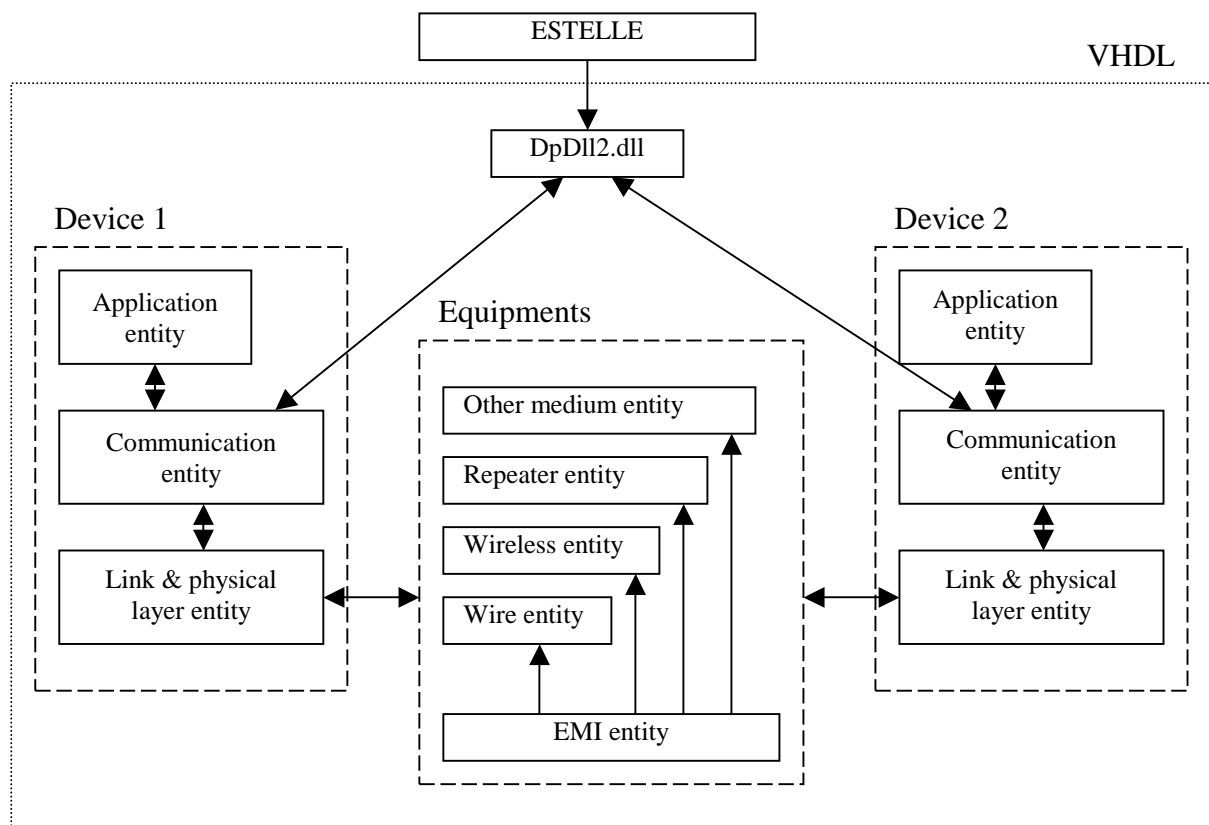 ESTELLE
VHDL
DpDll2.dll
Device 1
Application
entity
Communication
entity
Link & physical
layer entity
Equipments
Other medium entity
Repeater entity
Wireless entity
Wire entity
EMI entity
Device 2
Application
entity
Communication
entity
Link & physical
layer entity